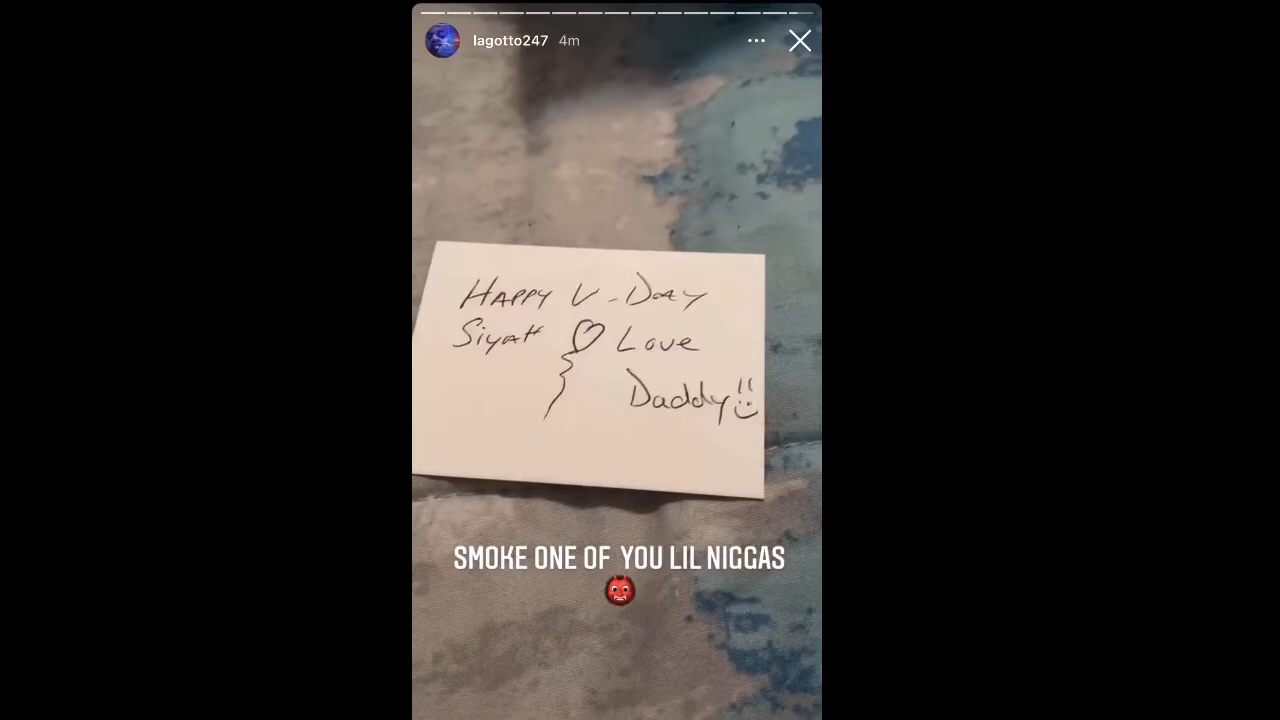 lagotto247 4m
HAPPY V-DAY
SiyaH ♡ Love
Daddy!!
SMOKE ONE OF YOU LIL NIGGAS
👹